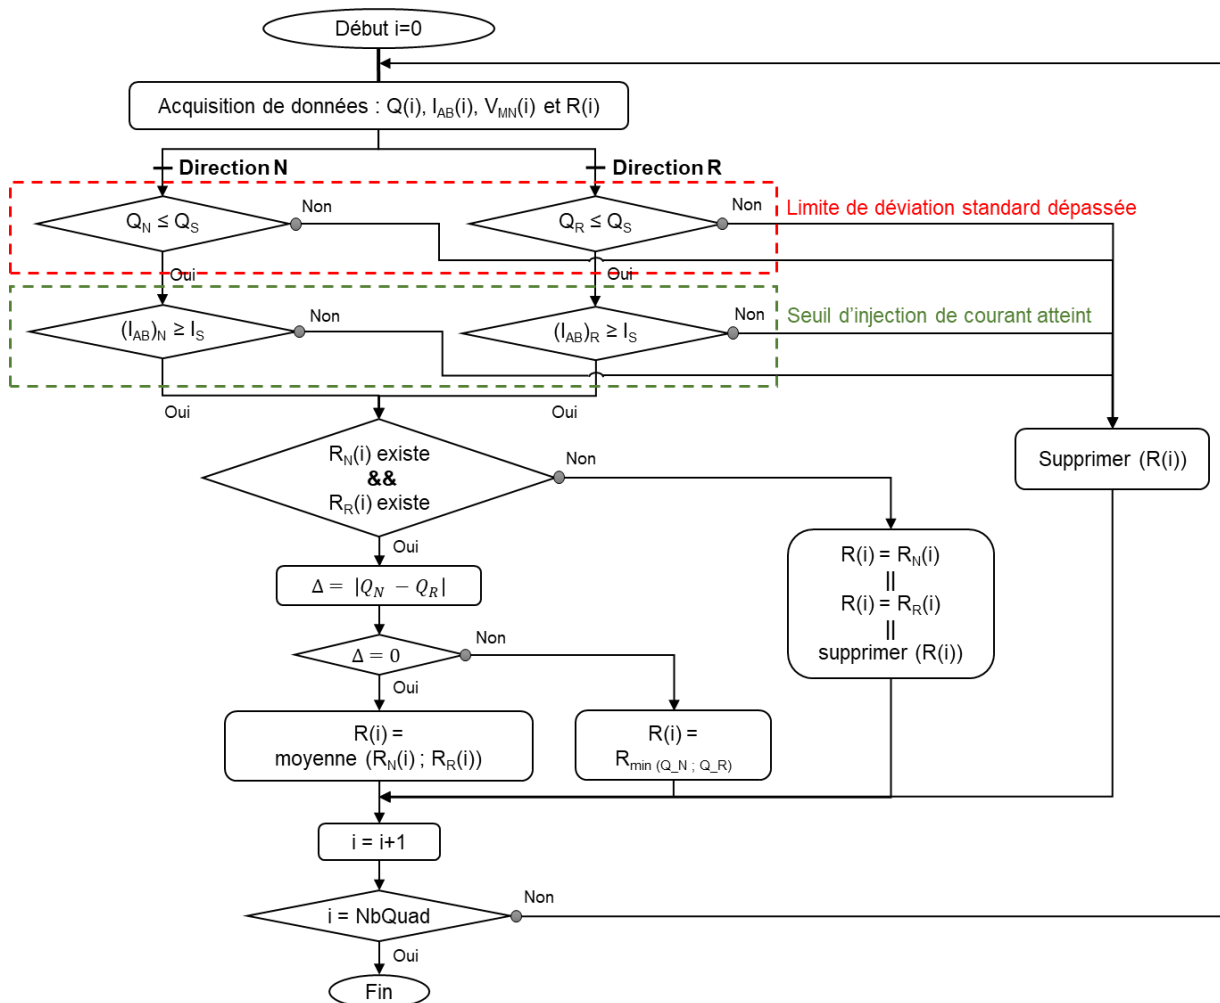 Début i=0
Acquisition de données : Q(i), I_AB(i), V_MN(i) et R(i)
Direction N
Direction R
Non
Non
Q_N ≤ Q_S
Q_R ≤ Q_S
Limite de déviation standard dépassée
Oui
Oui
Non
Non
(I_AB)_N ≥ I_S
(I_AB)_R ≥ I_S
Seuil d'injection de courant atteint
Oui
Oui
R_N(i) existe
&&
R_R(i) existe
Non
Supprimer (R(i))
Oui
R(i) = R_N(i)
||
R(i) = R_R(i)
||
supprimer (R(i))
Δ = |Q_N − Q_R|
Non
Δ = 0
Oui
R(i) =
moyenne (R_N(i) ; R_R(i))
R(i) =
R_min (Q_N ; Q_R)
i = i+1
Non
i = NbQuad
Oui
Fin